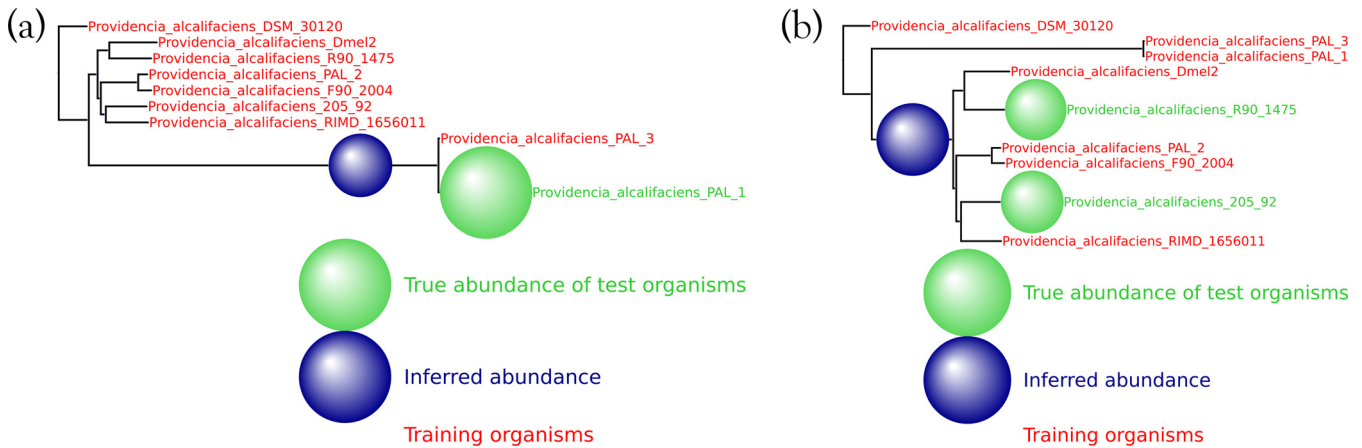 (a)
Providencia_alcalifaciens_DSM_30120
Providencia_alcalifaciens_Dmel2
Providencia_alcalifaciens_R90_1475
Providencia_alcalifaciens_PAL_2
Providencia_alcalifaciens_F90_2004
Providencia_alcalifaciens_205_92
Providencia_alcalifaciens_RIMD_1656011
Providencia_alcalifaciens_PAL_3
Providencia_alcalifaciens_PAL_1
True abundance of test organisms
Inferred abundance
Training organisms
(b)
Providencia_alcalifaciens_DSM_30120
Providencia_alcalifaciens_PAL_3
Providencia_alcalifaciens_PAL_1
Providencia_alcalifaciens_Dmel2
Providencia_alcalifaciens_R90_1475
Providencia_alcalifaciens_PAL_2
Providencia_alcalifaciens_F90_2004
Providencia_alcalifaciens_205_92
Providencia_alcalifaciens_RIMD_1656011
True abundance of test organisms
Inferred abundance
Training organisms